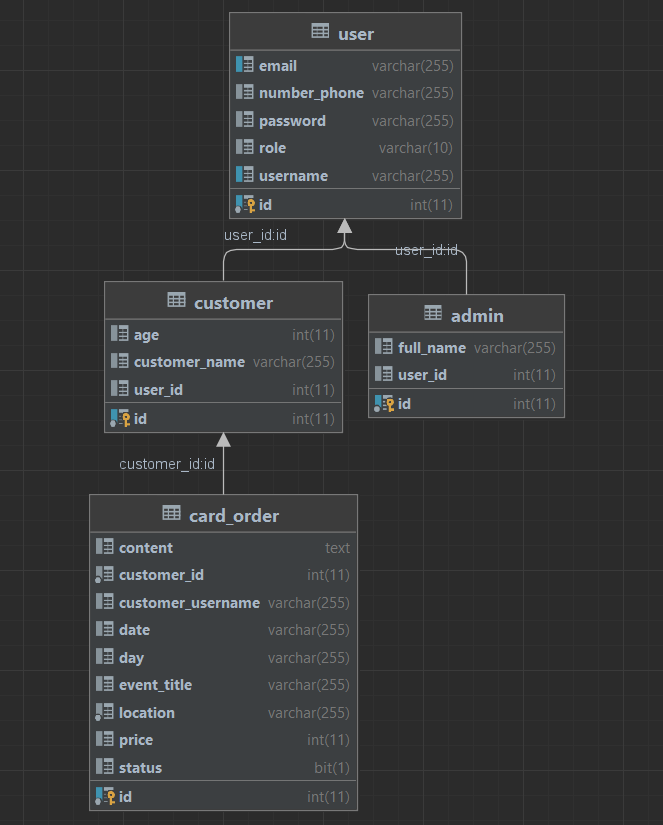 user
email varchar(255)
number_phone varchar(255)
password varchar(255)
role varchar(10)
username varchar(255)
id int(11)
user_id:id
user_id:id
customer
age int(11)
customer_name varchar(255)
user_id int(11)
id int(11)
admin
full_name varchar(255)
user_id int(11)
id int(11)
customer_id:id
card_order
content text
customer_id int(11)
customer_username varchar(255)
date varchar(255)
day varchar(255)
event_title varchar(255)
location varchar(255)
price int(11)
status bit(1)
id int(11)